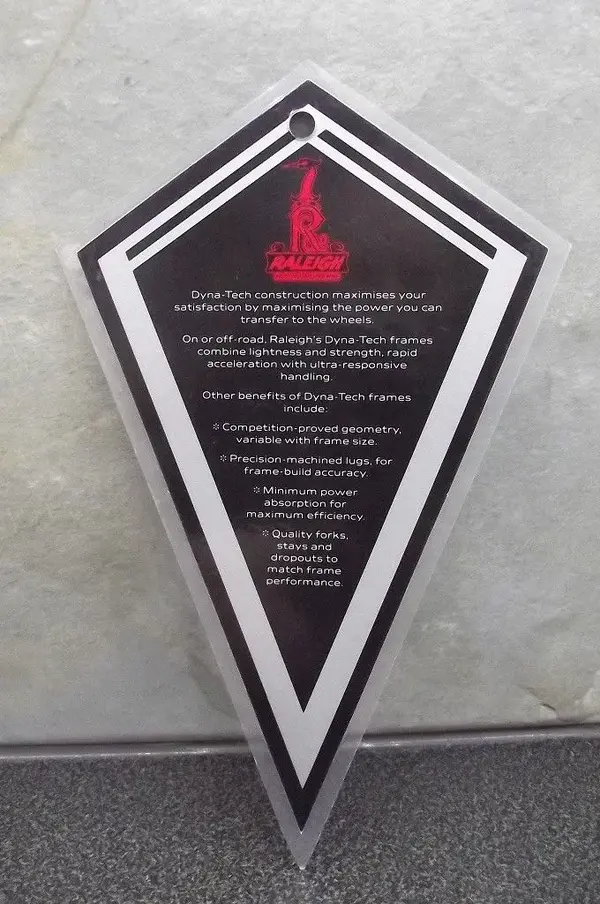 R
RALEIGH
Dyna-Tech construction maximises your
satisfaction by maximising the power you can
transfer to the wheels.
On or off-road, Raleigh's Dyna-Tech frames
combine lightness and strength, rapid
acceleration with ultra-responsive
handling.
Other benefits of Dyna-Tech frames
include:
* Competition-proved geometry,
variable with frame size.
* Precision-machined lugs, for
frame-build accuracy.
* Minimum power
absorption for
maximum efficiency.
* Quality forks,
stays and
dropouts to
match frame
performance.